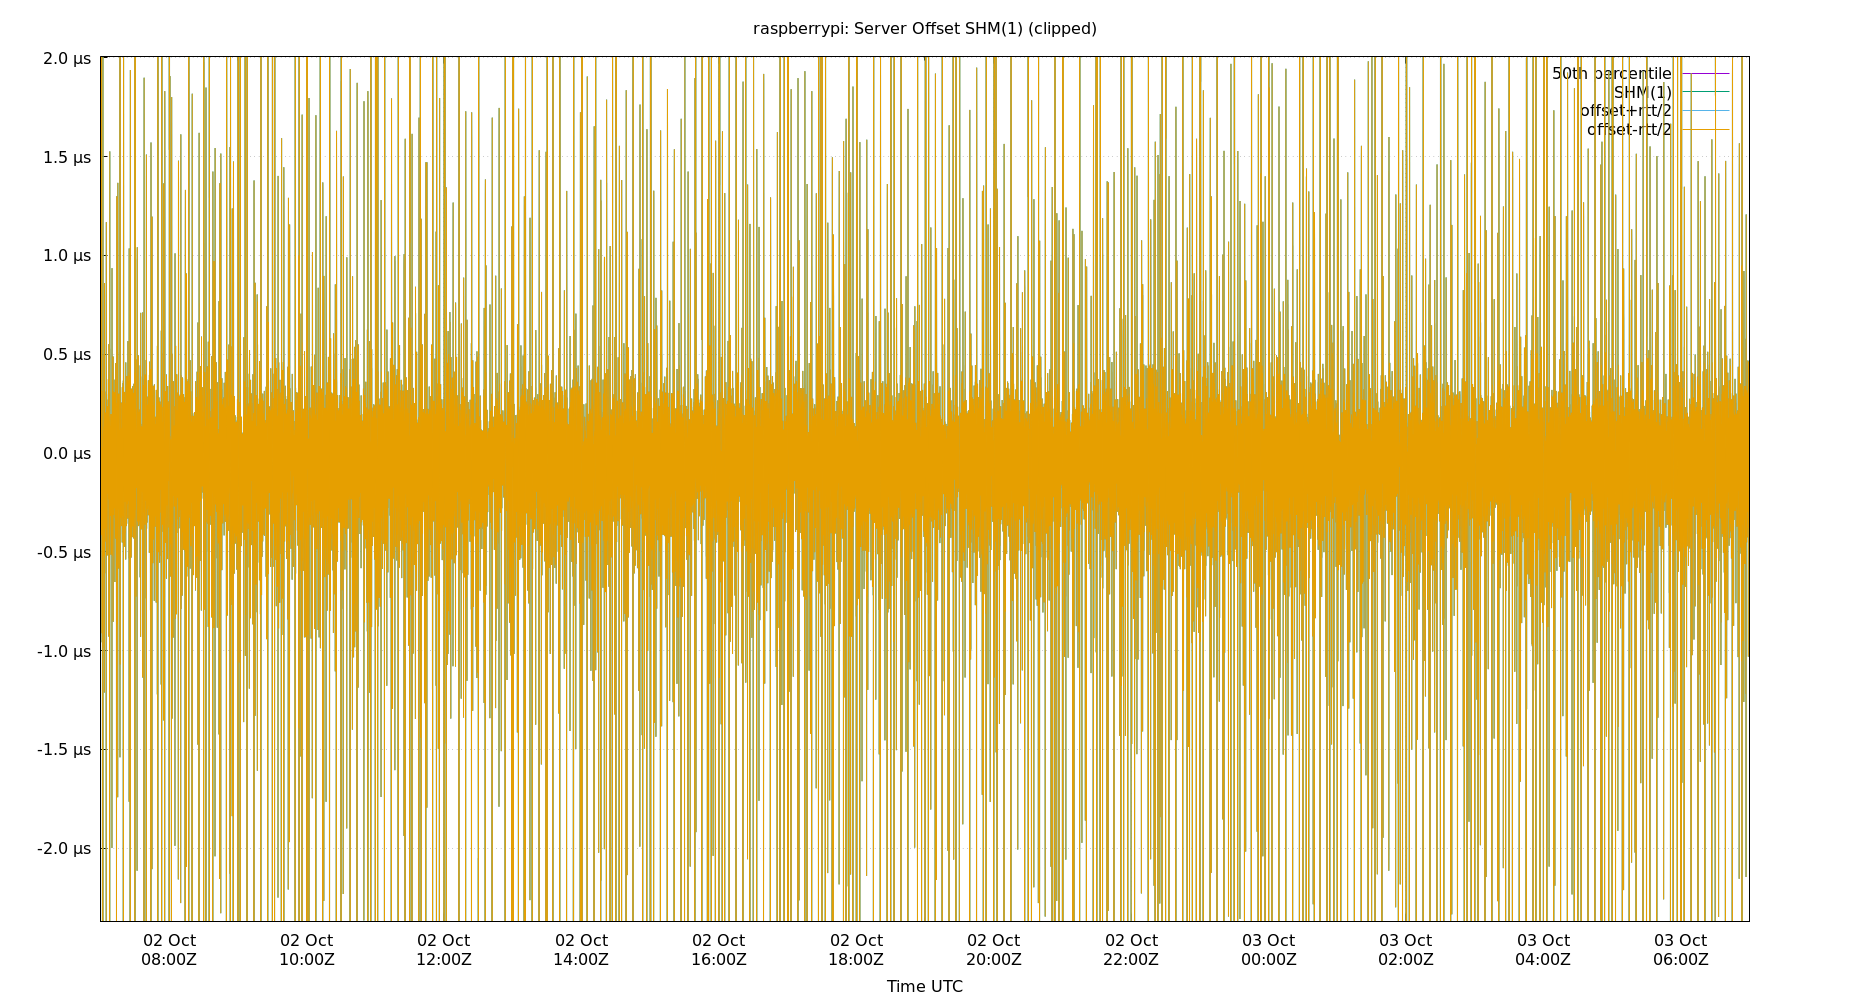 raspberrypi: Server Offset SHM(1) (clipped)
2.0 µs
1.5 µs
1.0 µs
0.5 µs
0.0 µs
-0.5 µs
-1.0 µs
-1.5 µs
-2.0 µs
50th percentile
SHM(1)
offset+rtt/2
offset-rtt/2
02 Oct 02 Oct 02 Oct 02 Oct 02 Oct 02 Oct 02 Oct 02 Oct 03 Oct 03 Oct 03 Oct 03 Oct
08:00Z 10:00Z 12:00Z 14:00Z 16:00Z 18:00Z 20:00Z 22:00Z 00:00Z 02:00Z 04:00Z 06:00Z
Time UTC